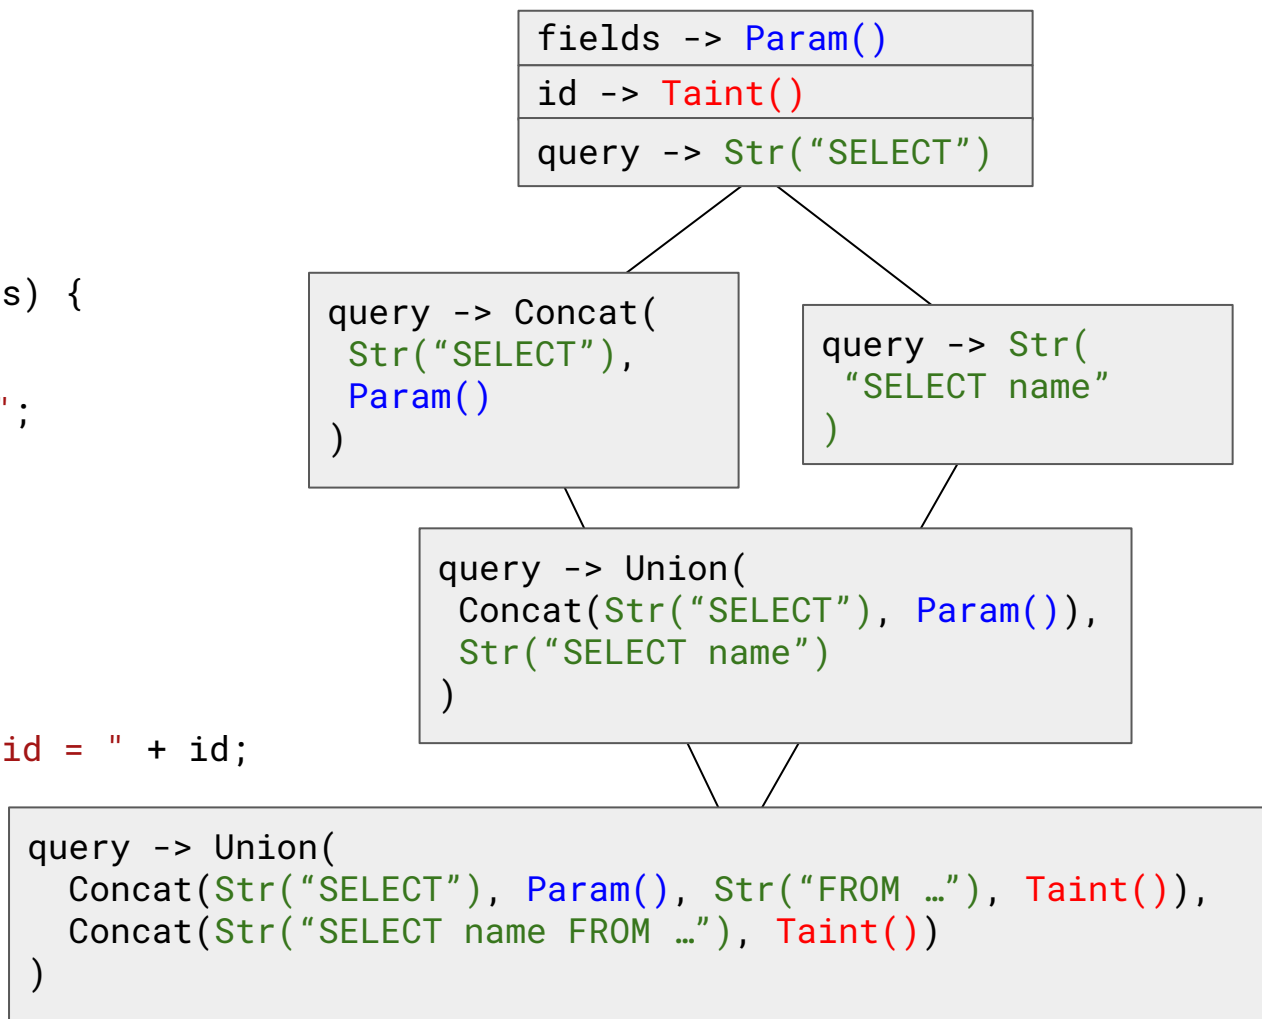 fields -> Param()
id -> Taint()
query -> Str(“SELECT”)
s) {
query -> Concat(
Str(“SELECT”),
Param()
)
query -> Str(
“SELECT name"
)
";
query -> Union(
Concat(Str(“SELECT”), Param()),
Str(“SELECT name”)
)
id = " + id;
query -> Union(
Concat(Str(“SELECT”), Param(), Str(“FROM …”), Taint()),
Concat(Str(“SELECT name FROM …”), Taint())
)